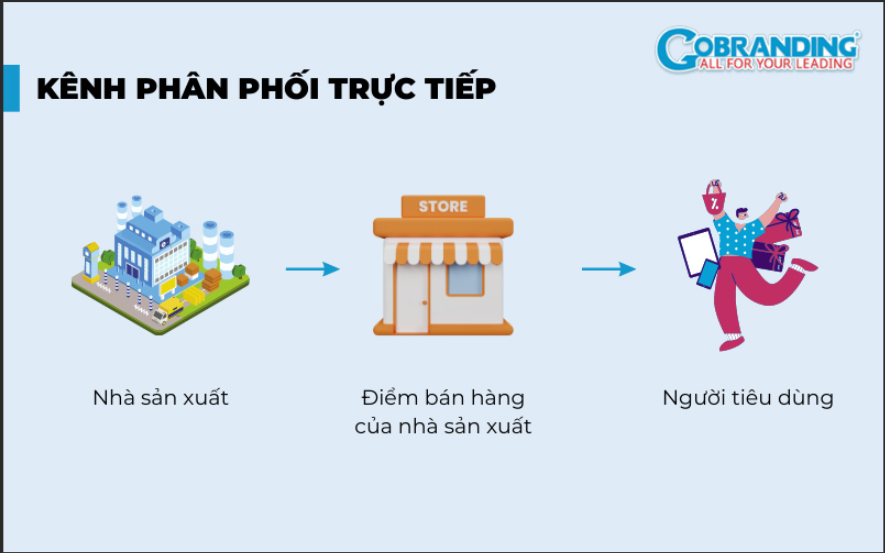 GOBRANDING
ALL FOR YOUR LEADING
KÊNH PHÂN PHỐI TRỰC TIẾP
STORE
%
Nhà sản xuất
Điểm bán hàng
của nhà sản xuất
Người tiêu dùng